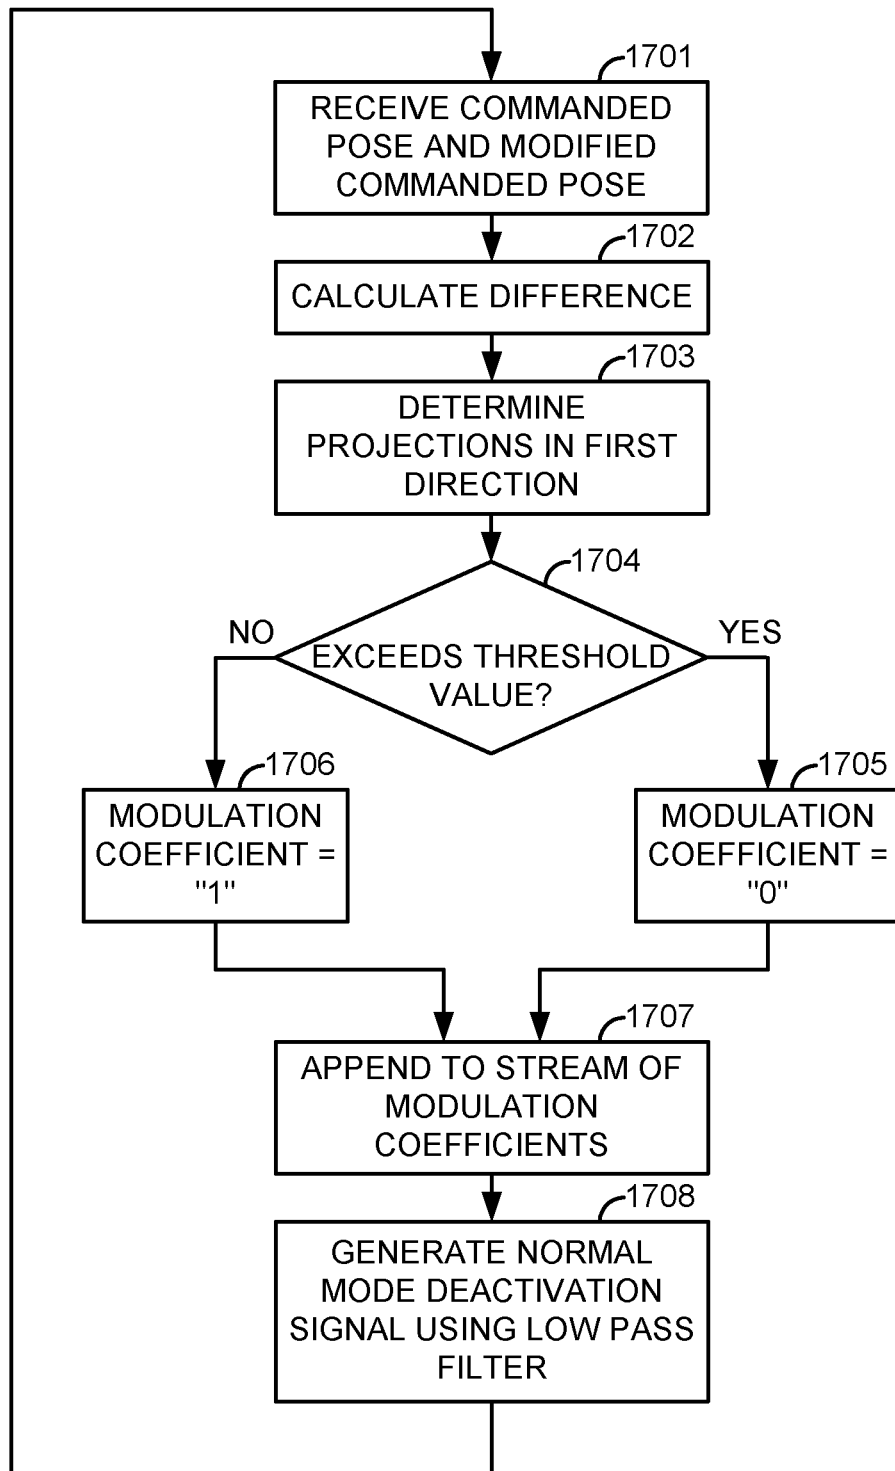 1701
RECEIVE COMMANDED
POSE AND MODIFIED
COMMANDED POSE
1702
CALCULATE DIFFERENCE
1703
DETERMINE
PROJECTIONS IN FIRST
DIRECTION
1704
NO
YES
EXCEEDS THRESHOLD
VALUE?
1706
MODULATION
COEFFICIENT =
"1"
1705
MODULATION
COEFFICIENT =
"0"
1707
APPEND TO STREAM OF
MODULATION
COEFFICIENTS
1708
GENERATE NORMAL
MODE DEACTIVATION
SIGNAL USING LOW PASS
FILTER